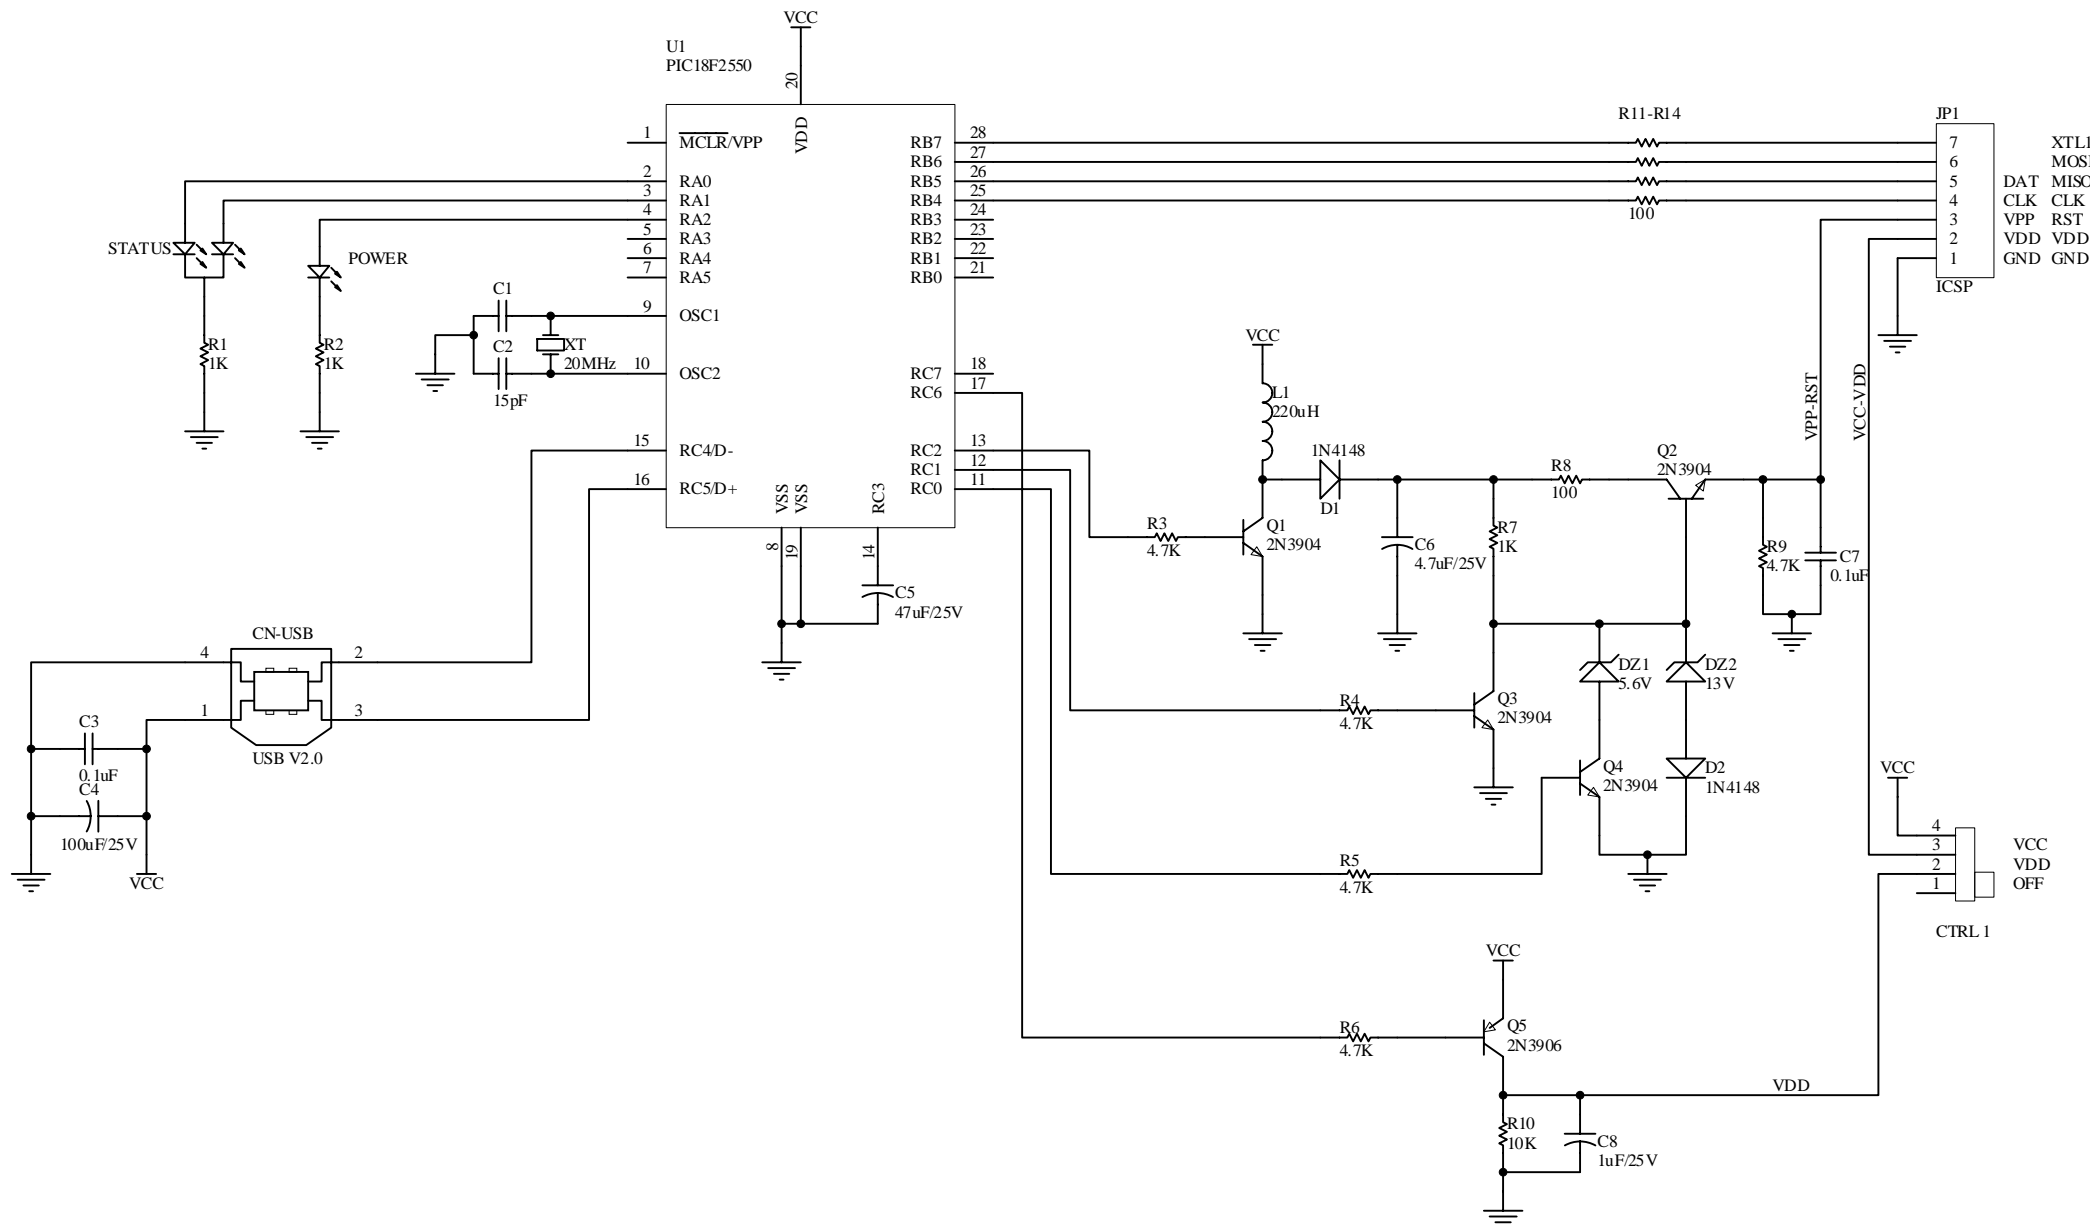 VCC
U1
PIC18F2550
20
VDD
1 MCLR/VPP
2 RA0
3 RA1
4 RA2
5 RA3
6 RA4
7 RA5
9 OSC1
10 OSC2
15 RC4/D-
16 RC5/D+
RB7 28
RB6 27
RB5 26
RB4 25
RB3 24
RB2 23
RB1 22
RB0 21
RC7 18
RC6 17
RC2 13
RC1 12
RC0 11
VSS
VSS
RC3
8
19
14
C5
47uF/25V
STATUS
POWER
R1
1K
R2
1K
C1
C2
15pF
XT
20MHz
CN-USB
4
2
1
3
USB V2.0
C3
0.1uF
C4
100uF/25V
VCC
R11-R14
100
JP1
7 XTL1
6
5 DAT MISO
4 CLK CLK
3 VPP RST
2 VDD VDD
1 GND GND
ICSP
VPP-RST
VCC-VDD
VCC
L1
220uH
1N4148
D1
R3
4.7K
Q1
2N3904
C6
4.7uF/25V
R7
1K
R8
100
Q2
2N3904
R9
4.7K
C7
0.1uF
R4
4.7K
Q3
2N3904
DZ1
5.6V
DZ2
13V
Q4
2N3904
D2
1N4148
R5
4.7K
VCC
4
3 VCC
2 VDD
1 OFF
CTRL 1
VCC
R6
4.7K
Q5
2N3906
VDD
R10
10K
C8
1uF/25V